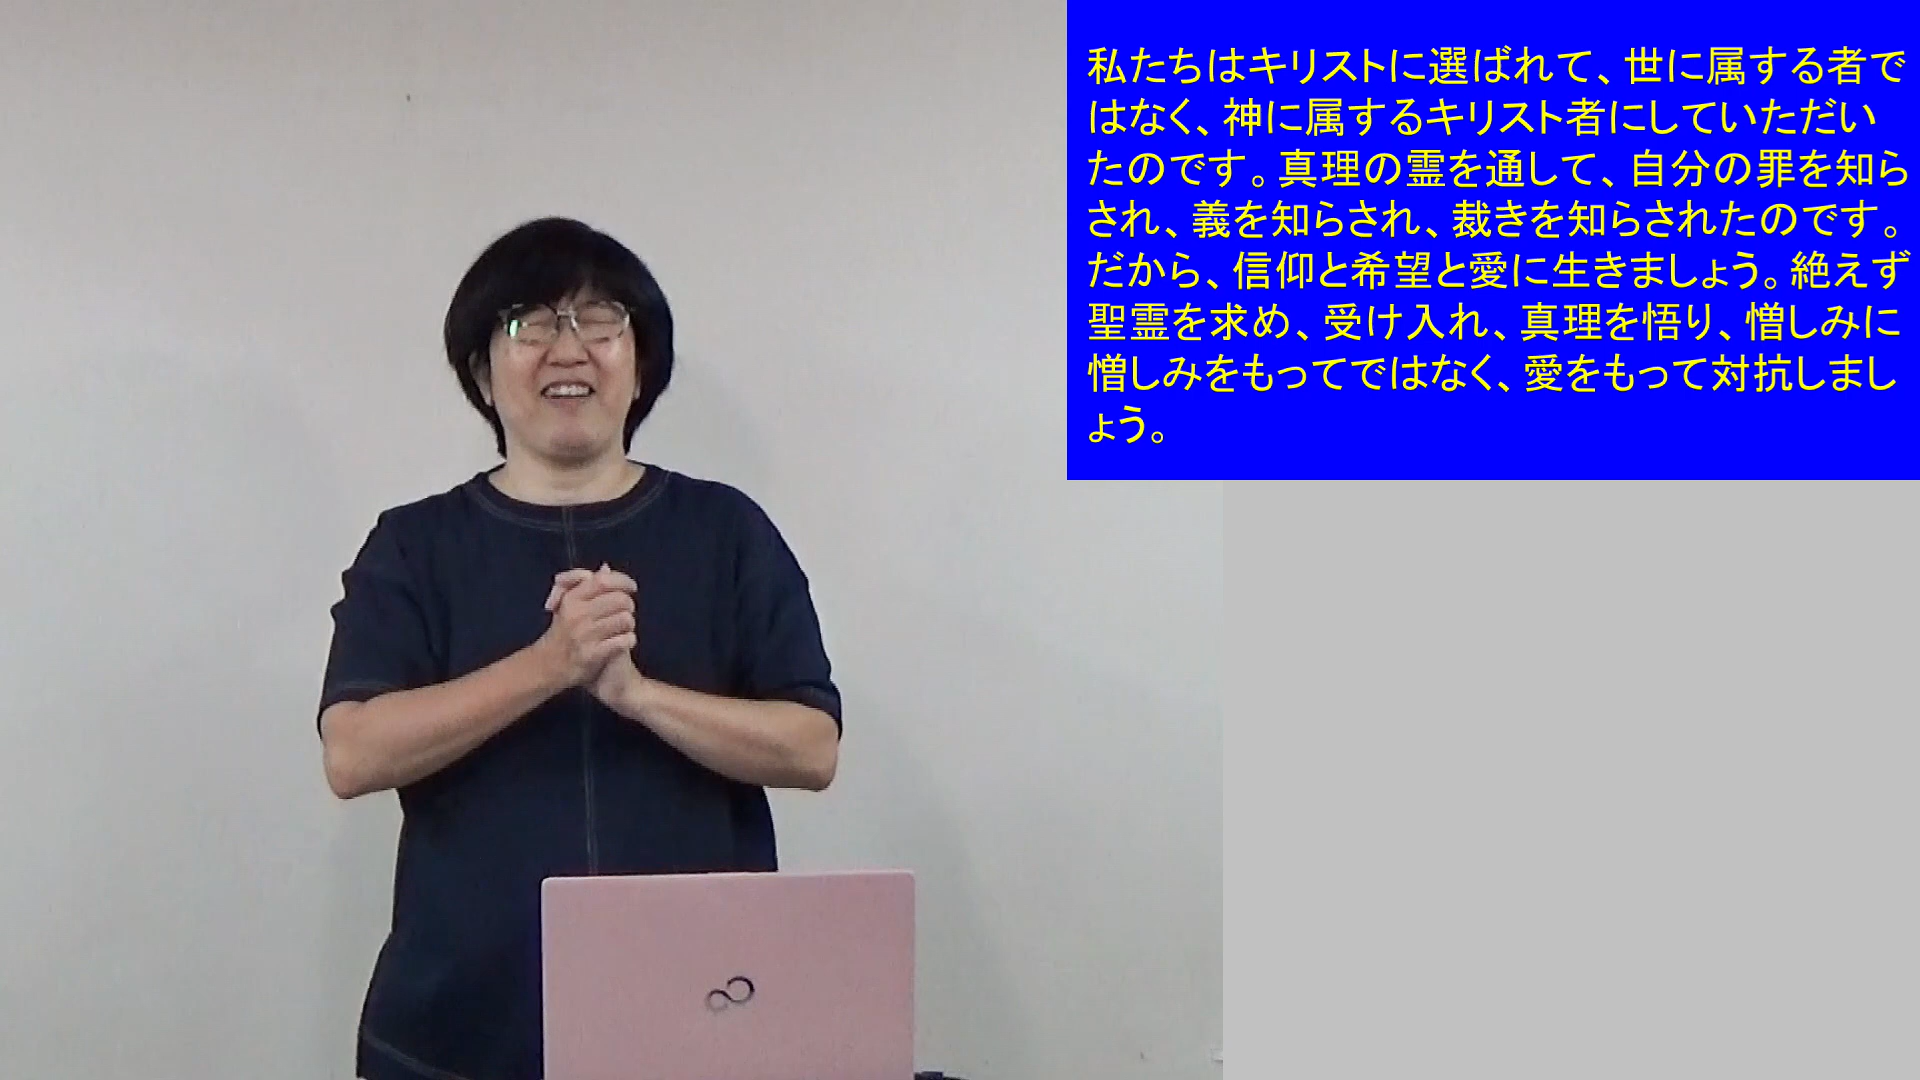 私たちはキリストに選ばれて、世に属する者で
はなく、神に属するキリスト者にしていただい
たのです。真理の霊を通して、自分の罪を知ら
され、義を知らされ、裁きを知らされたのです。
だから、信仰と希望と愛に生きましょう。絶えず
聖霊を求め、受け入れ、真理を悟り、憎しみに
憎しみをもってではなく、愛をもって対抗しまし
ょう。